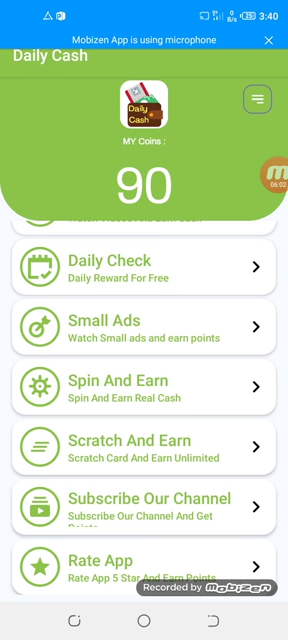 0
B/s
25
3:40
Mobizen App is using microphone
Daily Cash
Daily
Cash
MY Coins :
90
06:02
Daily Check
Daily Reward For Free
Small Ads
Watch Small ads and earn points
Spin And Earn
Spin And Earn Real Cash
Scratch And Earn
Scratch Card And Earn Unlimited
Subscribe Our Channel
Subscribe Our Channel And Get
Points
Rate App
Rate App 5 Star And Earn Points
Recorded by mobizen